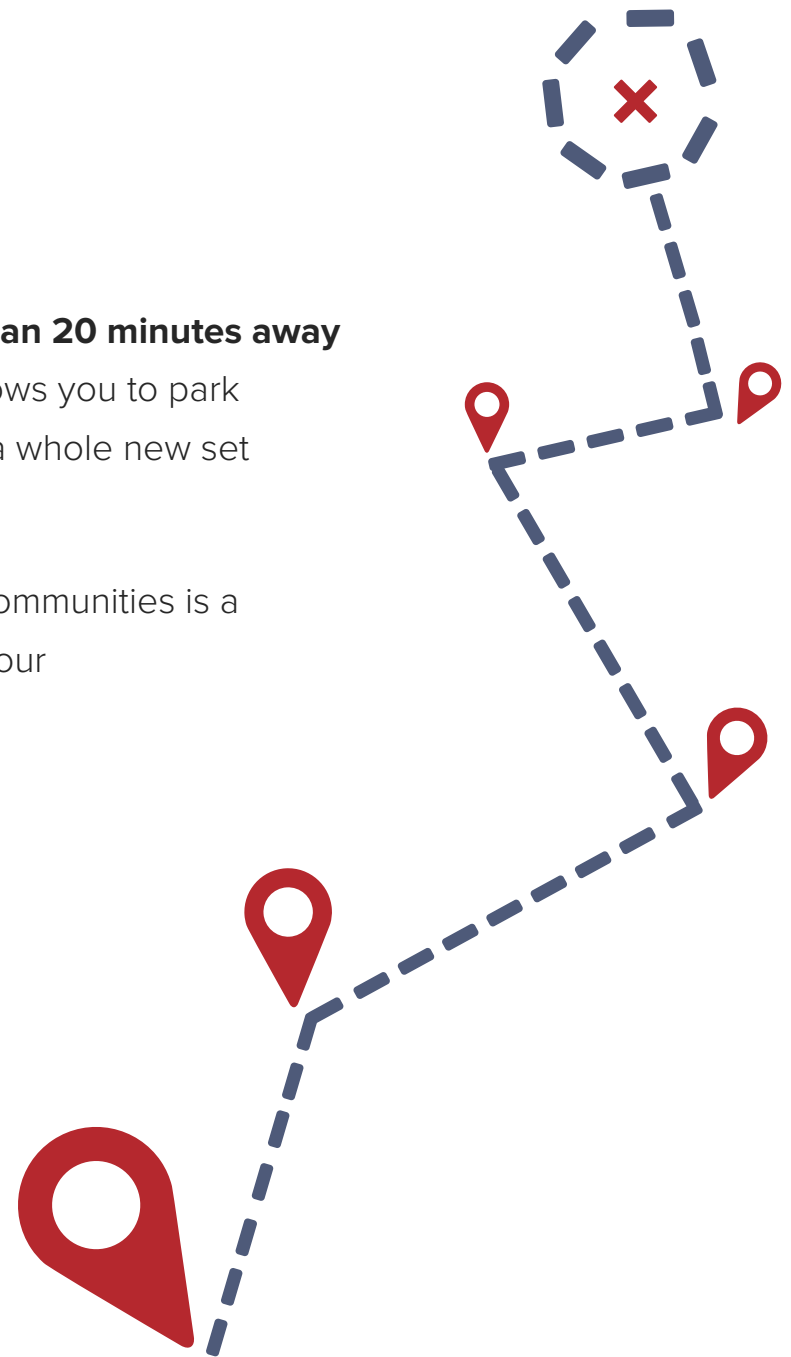 an 20 minutes away
ows you to park
a whole new set
ommunities is a
our